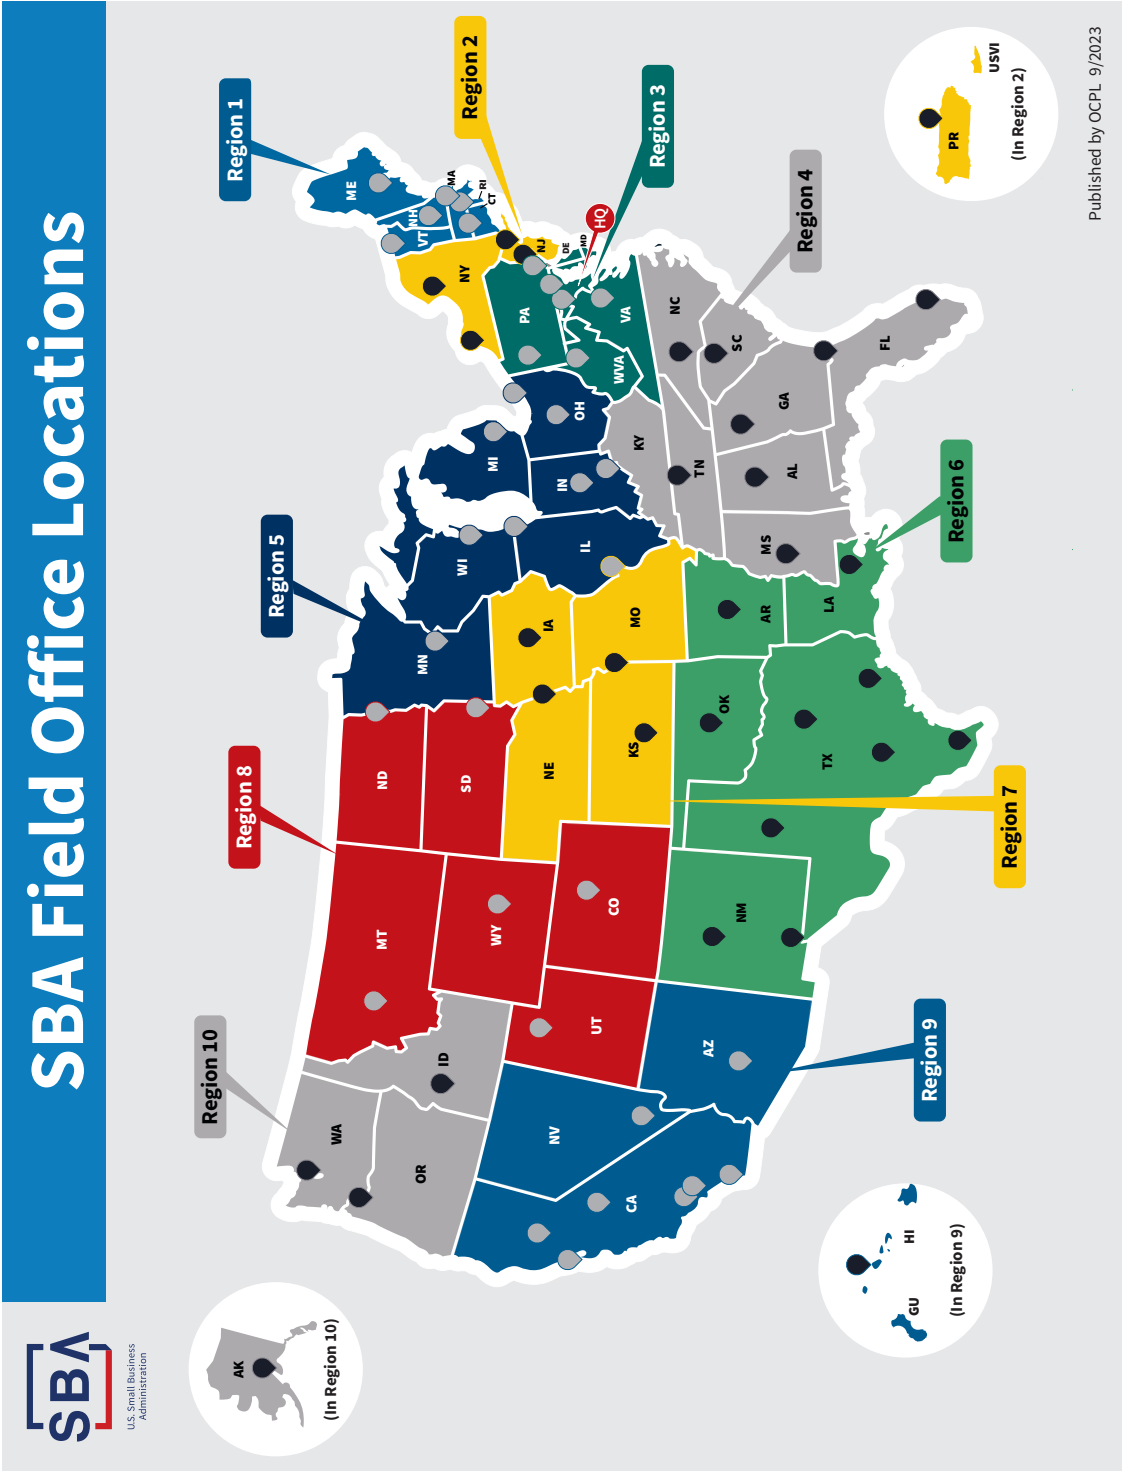 SBA Field Office Locations
SBA
U.S. Small Business
Administration
Region 10
Region 8
Region 5
Region 1
Region 2
Region 3
HQ
Region 4
Region 6
Region 7
Region 9
WA
OR
ID
MT
ND
SD
WY
NE
UT
CO
NV
CA
AZ
NM
KS
OK
TX
MN
WI
MI
IA
IL
IN
OH
MO
AR
LA
KY
TN
MS
AL
GA
FL
SC
NC
VA
WVA
PA
NY
NJ
DE
MD
VT
NH
ME
MA
RI
CT
AK
(In Region 10)
GU
HI
(In Region 9)
PR
USVI
(In Region 2)
Published by OCPL 9/2023